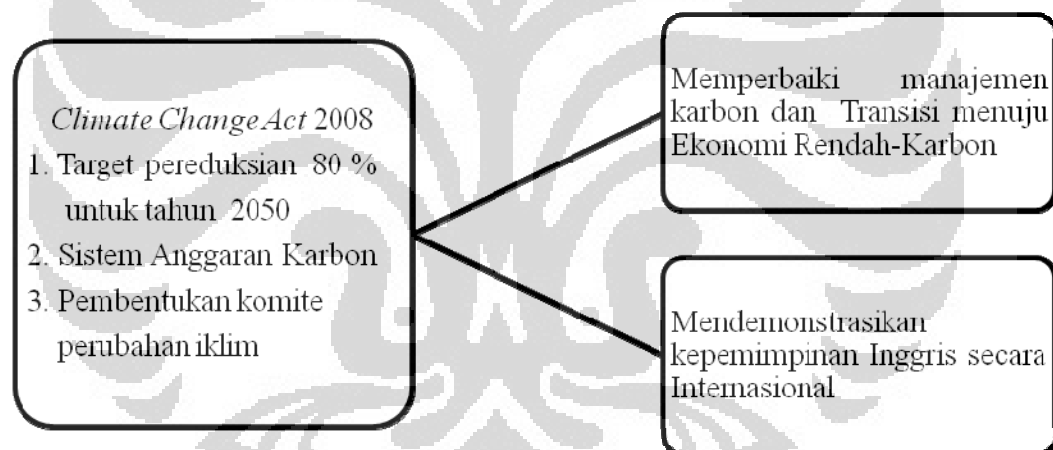 Climate Change Act 2008
1. Target pereduksian 80 %
untuk tahun 2050
2. Sistem Anggaran Karbon
3. Pembentukan komite
perubahan iklim
Memperbaiki manajemen
karbon dan Transisi menuju
Ekonomi Rendah-Karbon
Mendemonstrasikan
kepemimpinan Inggris secara
Internasional